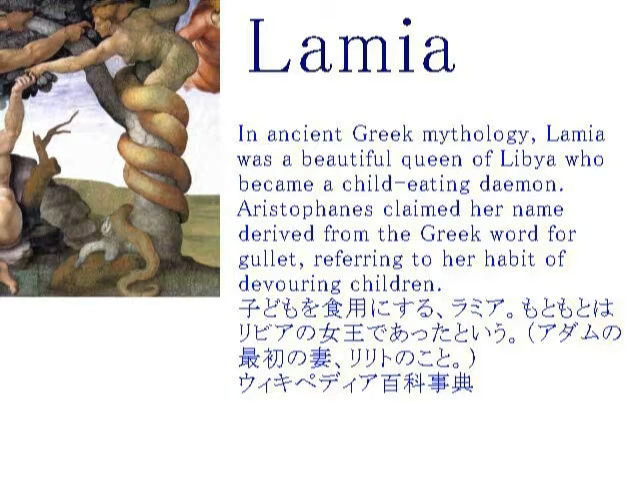 Lamia
In ancient Greek mythology, Lamia
was a beautiful queen of Libya who
became a child-eating daemon.
Aristophanes claimed her name
derived from the Greek word for
gullet, referring to her habit of
devouring children.
子どもを食用にする、ラミア。もともとは
リビアの女王であったという。（アダムの
最初の妻、リリトのこと。）
ウィキペディア百科事典